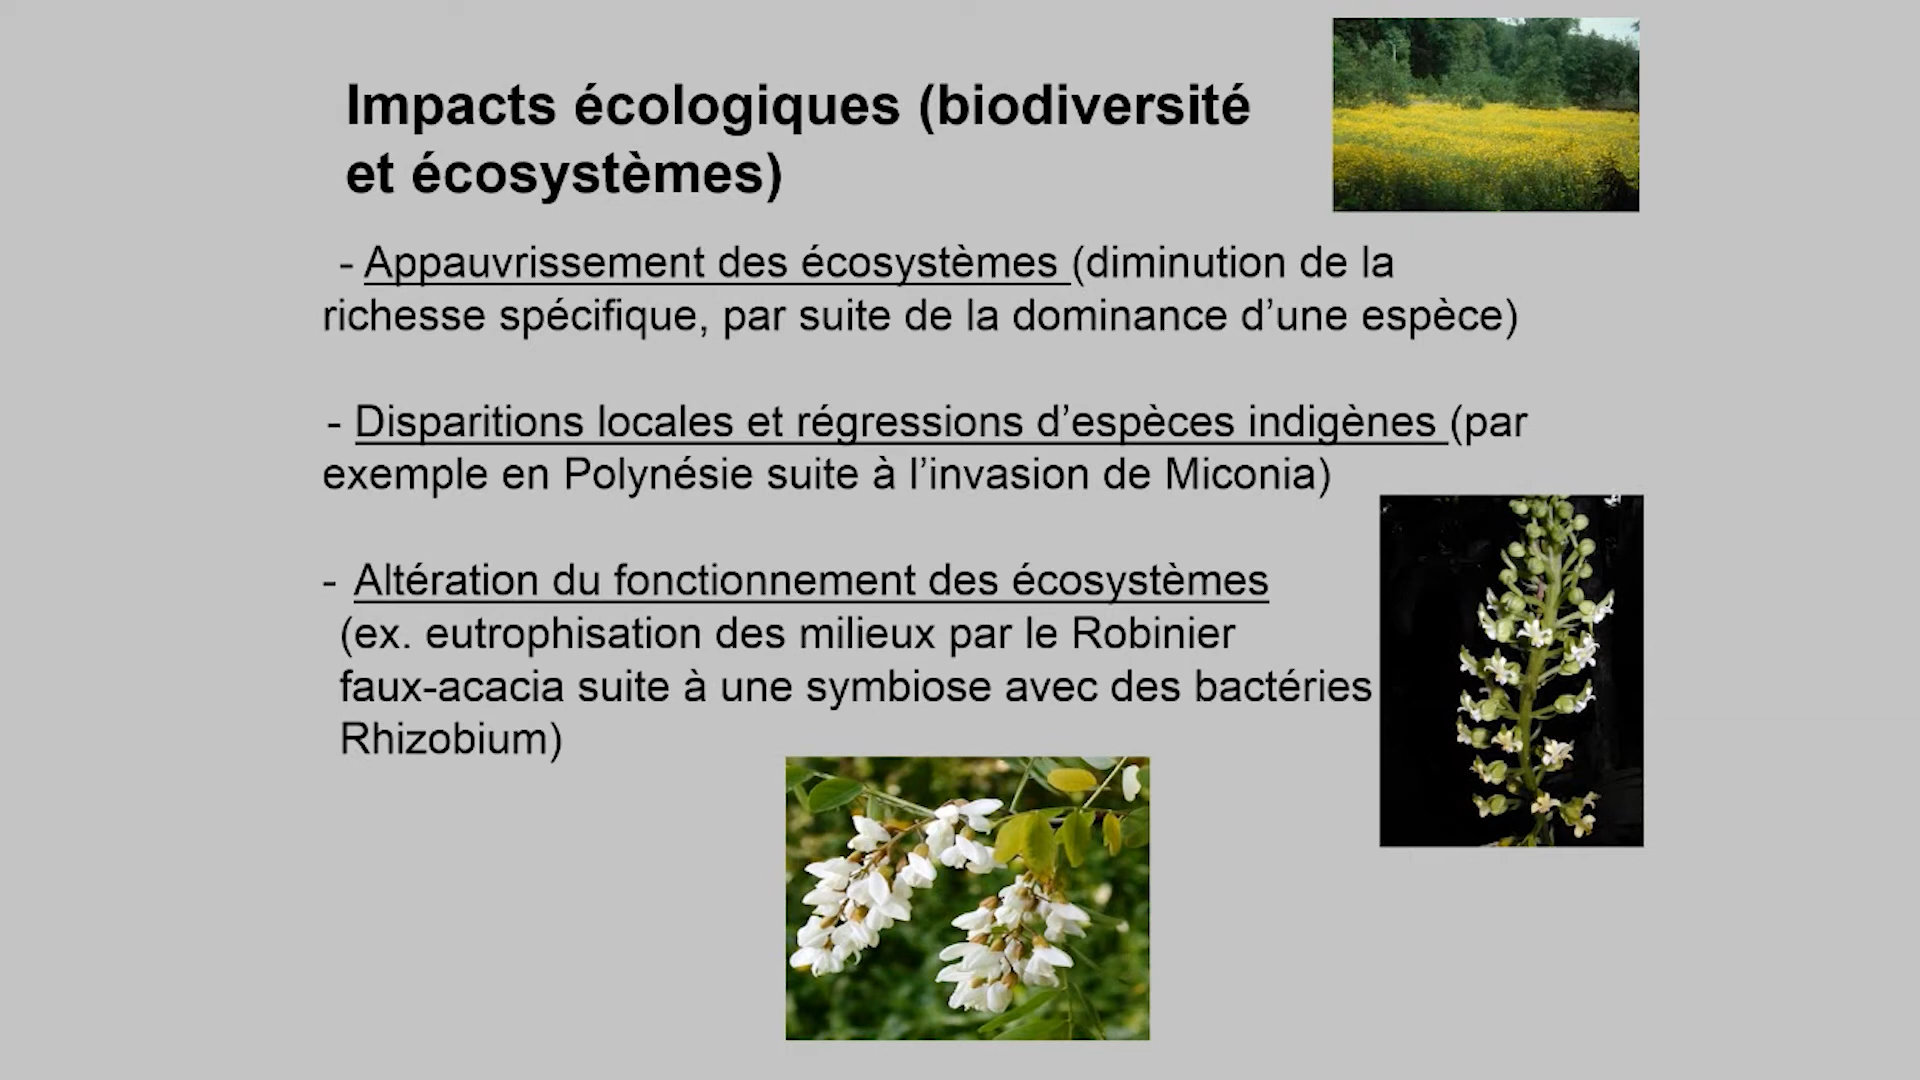 Impacts écologiques (biodiversité
et écosystèmes)
- Appauvrissement des écosystèmes (diminution de la
richesse spécifique, par suite de la dominance d’une espèce)
- Disparitions locales et régressions d’espèces indigènes (par
exemple en Polynésie suite à l’invasion de Miconia)
- Altération du fonctionnement des écosystèmes
(ex. eutrophisation des milieux par le Robinier
faux-acacia suite à une symbiose avec des bactéries
Rhizobium)